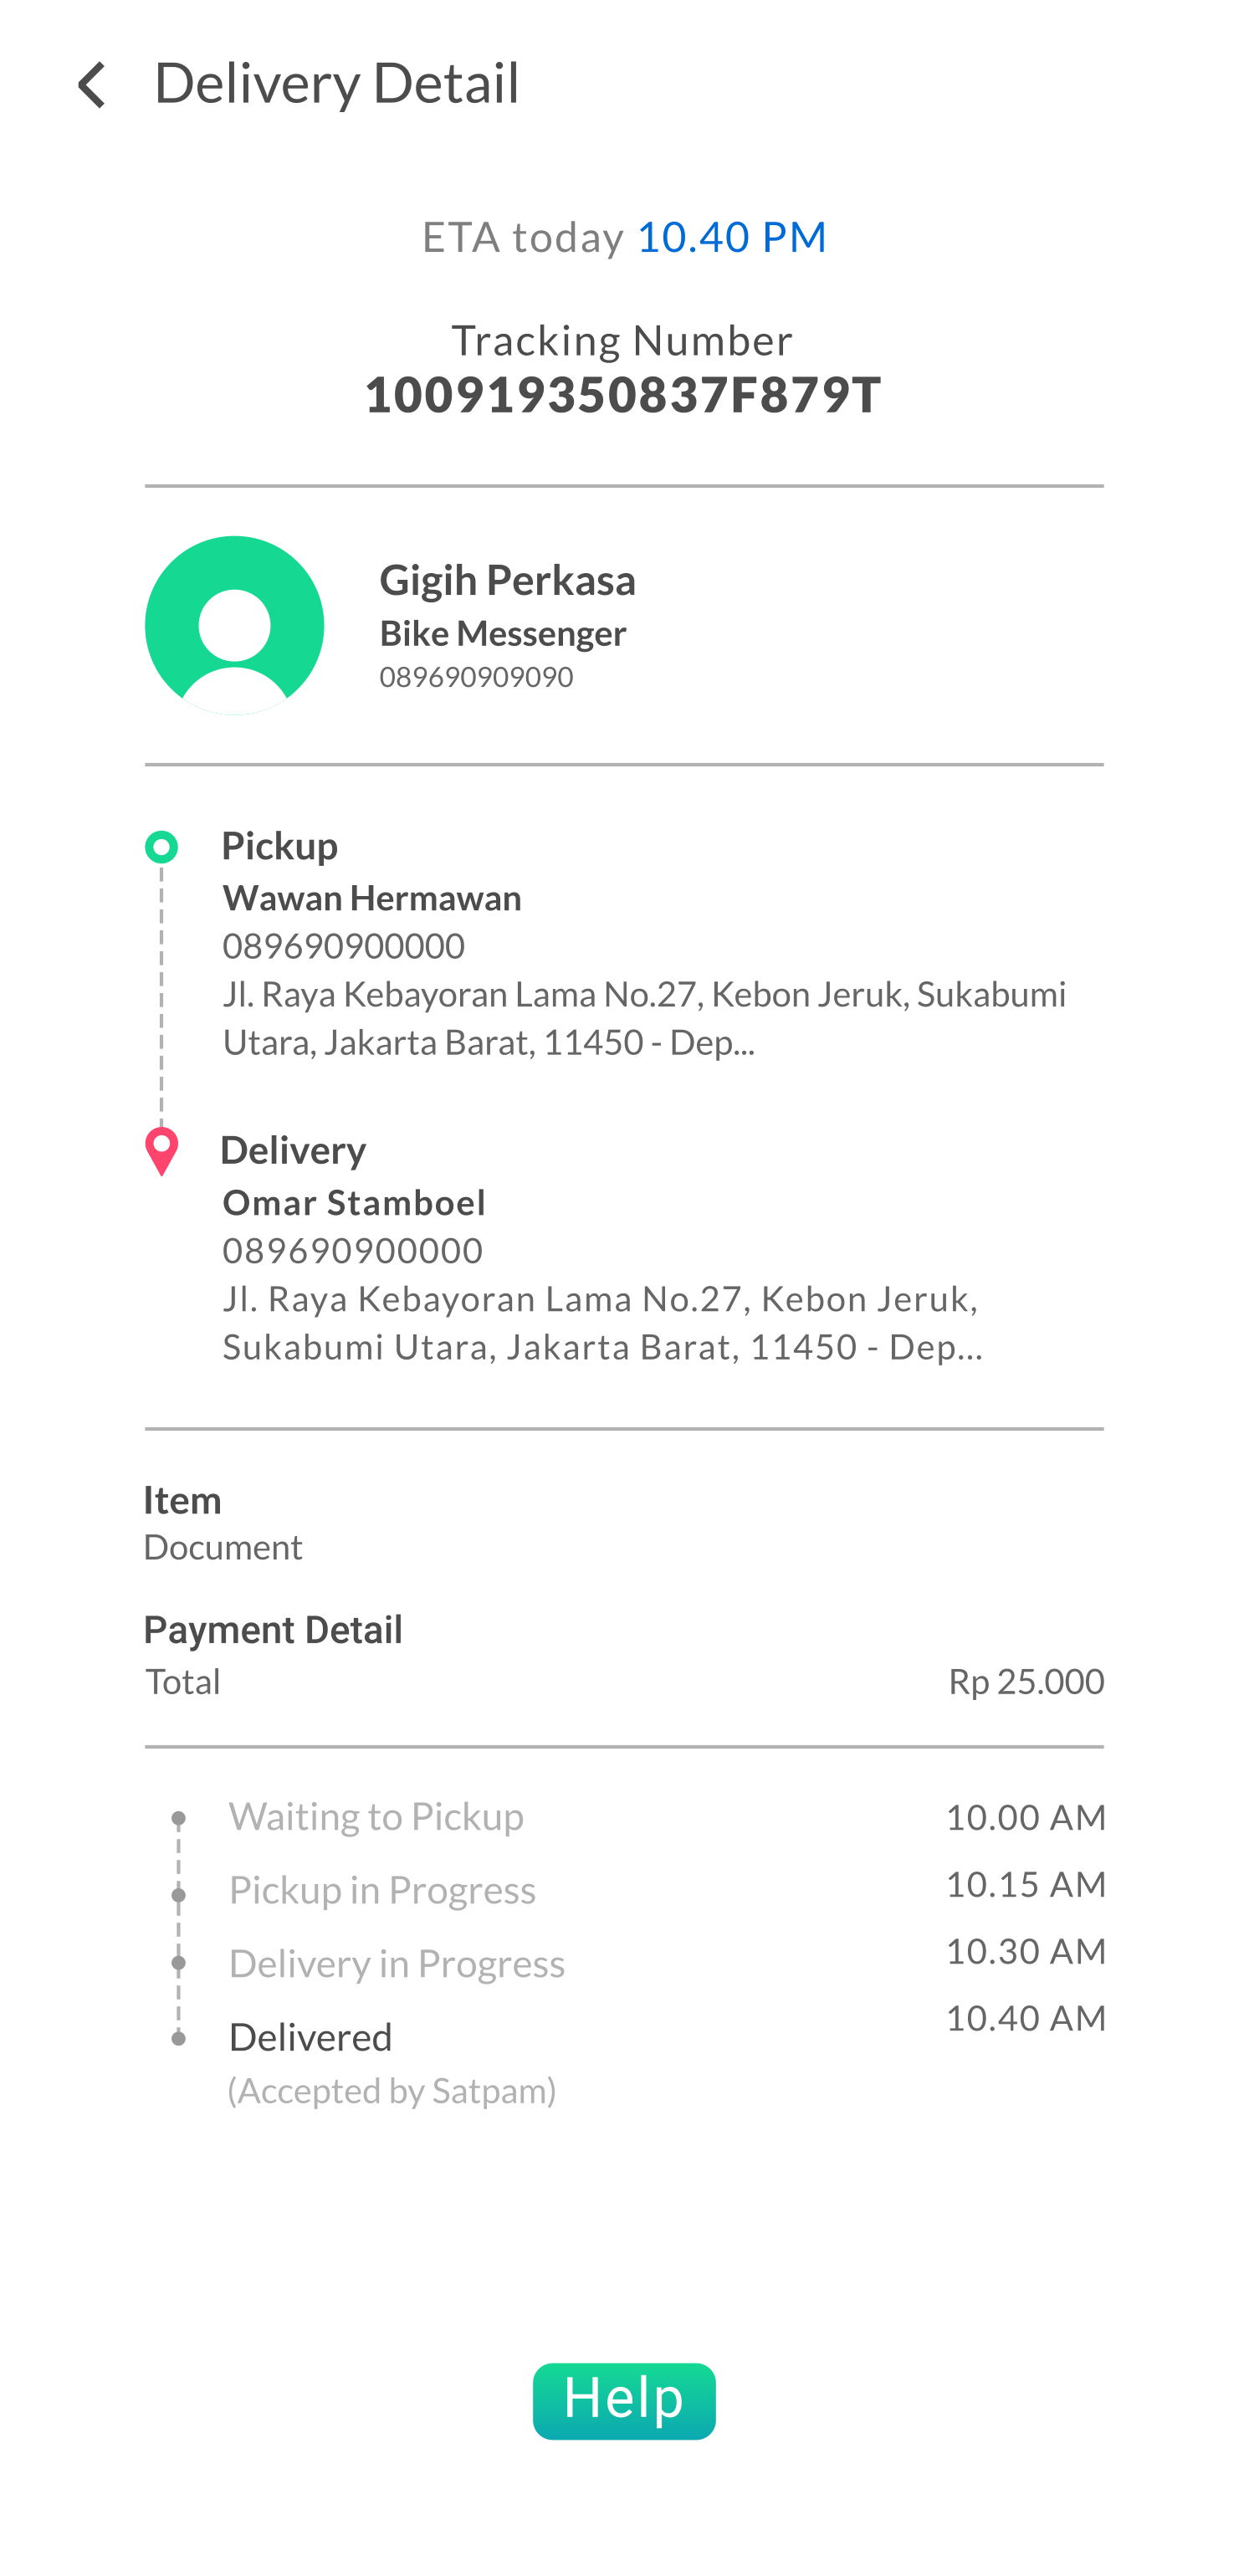 Delivery Detail
ETA today 10.40 PM
Tracking Number
100919350837F879T
Gigih Perkasa
Bike Messenger
089690909090
Pickup
Wawan Hermawan
089690900000
Jl. Raya Kebayoran Lama No.27, Kebon Jeruk, Sukabumi
Utara, Jakarta Barat, 11450 - Dep...
Delivery
Omar Stamboel
089690900000
Jl. Raya Kebayoran Lama No.27, Kebon Jeruk,
Sukabumi Utara, Jakarta Barat, 11450 - Dep...
Item
Document
Payment Detail
Total Rp 25.000
Waiting to Pickup 10.00 AM
Pickup in Progress 10.15 AM
Delivery in Progress 10.30 AM
Delivered 10.40 AM
(Accepted by Satpam)
Help